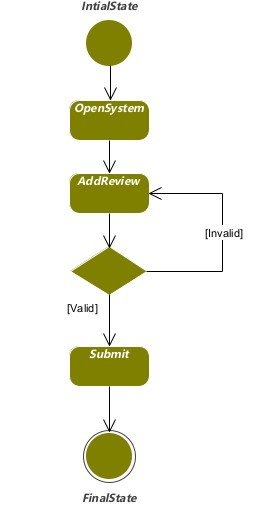 IntialState
OpenSystem
AddReview
[Invalid]
[Valid]
Submit
FinalState